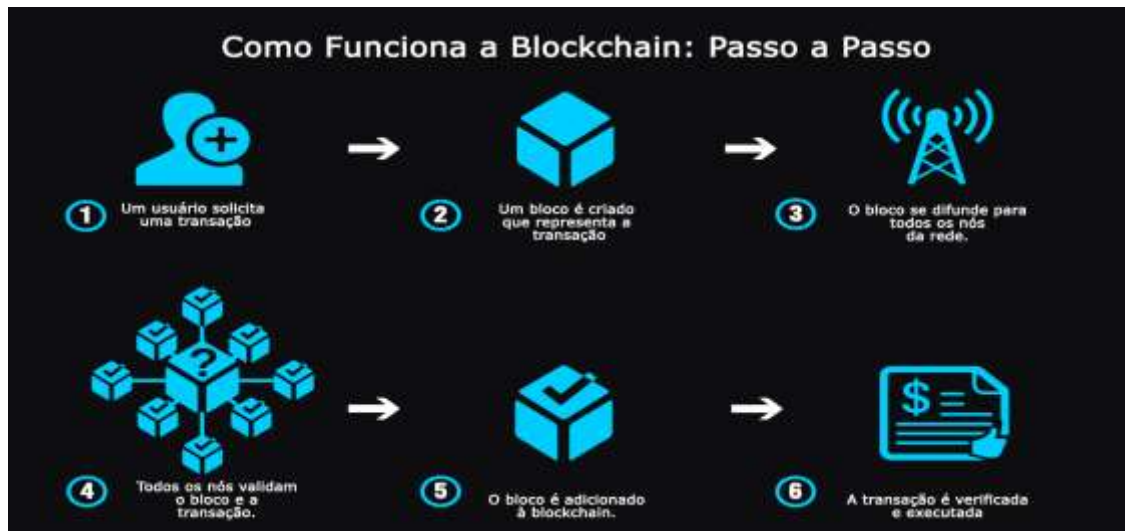 Como Funciona a Blockchain: Passo a Passo
1
Um usuário solicita
uma transação
2
Um bloco é criado
que representa a
transação
3
O bloco se difunde para
todos os nós
da rede.
?
4
Todos os nós validam
o bloco e a
transação.
5
O bloco é adicionado
à blockchain.
$
6
A transação é verificada
e executada